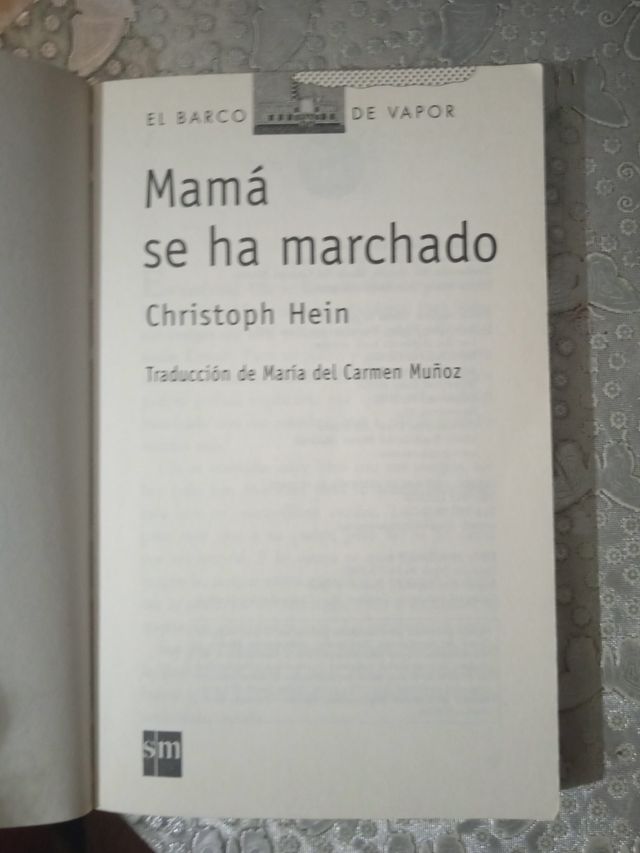 EL BARCO DE VAPOR
Mamá
se ha marchado
Christoph Hein
Traducción de María del Carmen Muñoz
sm